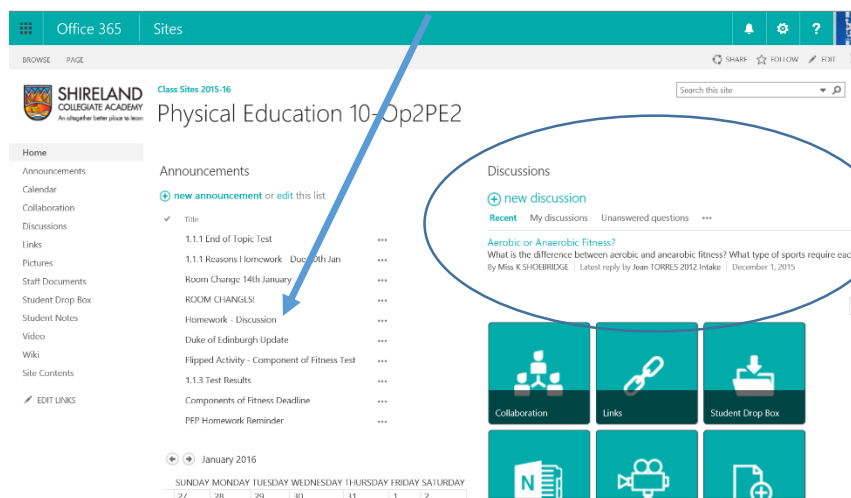 Office 365 Sites
BROWSE PAGE
SHARE FOLLOW EDIT
SHIRELAND
COLLEGIATE ACADEMY
An altogether better place to learn
Class Sites 2015-16
Physical Education 10-Op2PE2
Search this site
Home
Announcements
Calendar
Collaboration
Discussions
Links
Pictures
Staff Documents
Student Drop Box
Student Notes
Video
Wiki
Site Contents
EDIT LINKS
Announcements
new announcement or edit this list
Title
1.1.1 End of Topic Test
1.1.1 Reasons Homework Due 20th Jan
Room Change 14th January
ROOM CHANGES!
Homework - Discussion
Duke of Edinburgh Update
Flipped Activity - Component of Fitness Test
1.1.3 Test Results
Components of Fitness Deadline
PEP Homework Reminder
January 2016
SUNDAY MONDAY TUESDAY WEDNESDAY THURSDAY FRIDAY SATURDAY
27 28 29 30 31 1 2
Discussions
new discussion
Recent My discussions Unanswered questions
Aerobic or Anaerobic Fitness?
What is the difference between aerobic and anearobic fitness? What type of sports require
By Miss K SHOEBRIDGE Latest reply by Jean TORRES 2012 Intake December 1, 2015
Collaboration
Links
Student Drop Box
N